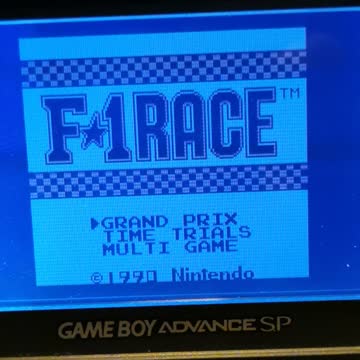 F★1RACE™
GRAND PRIX
TIME TRIALS
MULTI GAME
©1990 Nintendo
GAME BOY ADVANCE SP